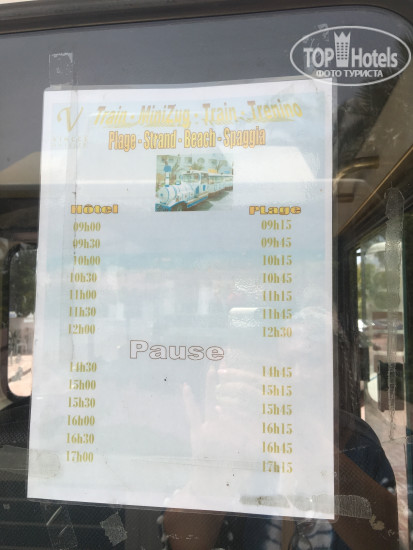 TOP Hotels
ФОТО ТУРИСТА
V
Train - MiniZug - Train - Trenino
Plage - Strand - Beach - Spaggia
Hôtel Plage
09h00 09h15
09h30 09h45
10h00 10h15
10h30 10h45
11h00 11h15
11h30 11h45
12h00 12h30
Pause
14h30 14h45
15h00 15h15
15h30 15h45
16h00 16h15
16h30 16h45
17h00 17h15